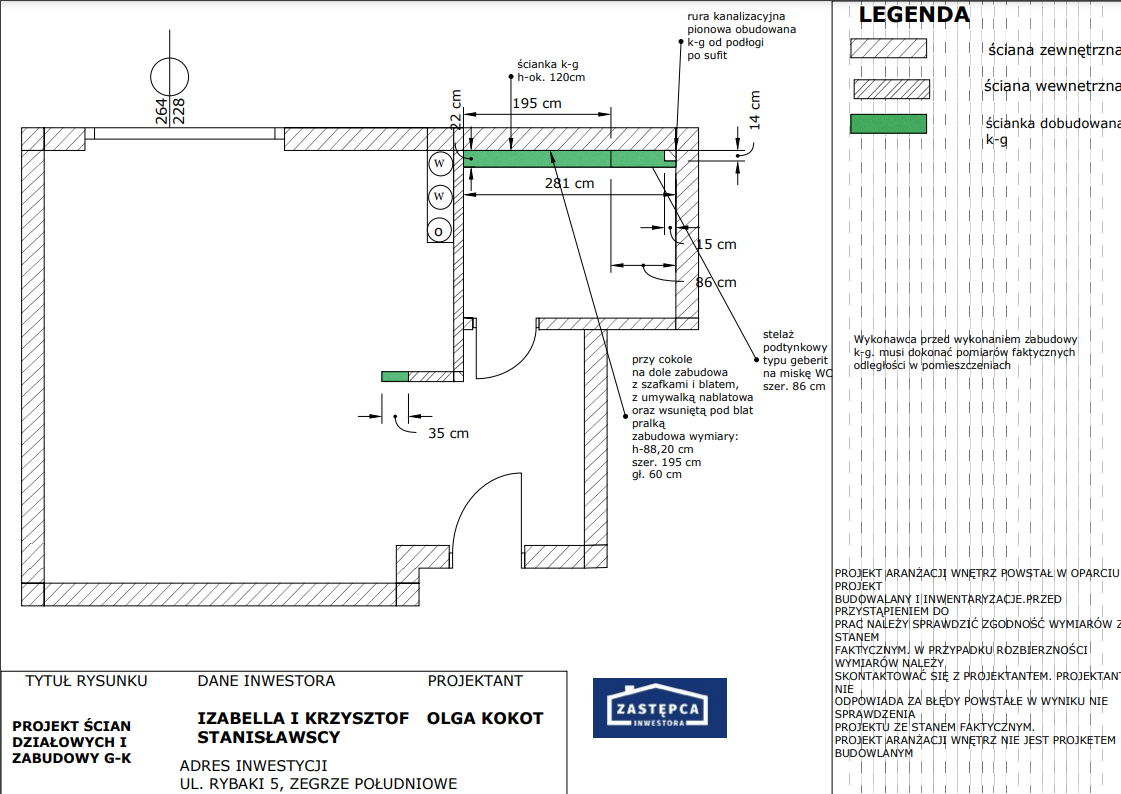 rura kanalizacyjna
pionowa obudowana
k-g od podłogi
po sufit
ścianka k-g
h-ok. 120cm
195 cm
22 cm
14 cm
264
228
W
W
O
281 cm
15 cm
86 cm
stelaż
podtynkowy
typu geberit
na miskę WC
szer. 86 cm
przy cokole
na dole zabudowa
z szafkami i blatem,
z umywalką nablatowa
oraz wsuniętą pod blat
pralką
zabudowa wymiary:
h-88,20 cm
szer. 195 cm
gł. 60 cm
35 cm
LEGENDA
ściana zewnętrzna
ściana wewnetrzna
ścianka dobudowana
k-g
Wykonawca przed wykonaniem zabudowy
k-g. musi dokonać pomiarów faktycznych
odległości w pomieszczeniach
PROJEKT ARANŻACJI WNĘTRZ POWSTAŁ W OPARCIU
PROJEKT
BUDOWALANY I INWENTARYZACJE.PRZED
PRZYSTĄPIENIEM DO
PRAC NALEŻY SPRAWDZIĆ ZGODNOŚĆ WYMIARÓW Z
STANEM
FAKTYCZNYM. W PRZYPADKU ROZBIERZNOŚCI
WYMIARÓW NALEŻY
SKONTAKTOWAĆ SIĘ Z PROJEKTANTEM. PROJEKTANT
NIE
ODPOWIADA ZA BŁĘDY POWSTAŁE W WYNIKU NIE
SPRAWDZENIA
PROJEKTU ZE STANEM FAKTYCZNYM.
PROJEKT ARANŻACJI WNĘTRZ NIE JEST PROJKETEM
BUDOWLANYM
TYTUŁ RYSUNKU
PROJEKT ŚCIAN
DZIAŁOWYCH I
ZABUDOWY G-K
DANE INWESTORA
IZABELLA I KRZYSZTOF
STANISŁAWSCY
PROJEKTANT
OLGA KOKOT
ADRES INWESTYCJI
UL. RYBAKI 5, ZEGRZE POŁUDNIOWE
ZASTĘPCA
INWESTORA